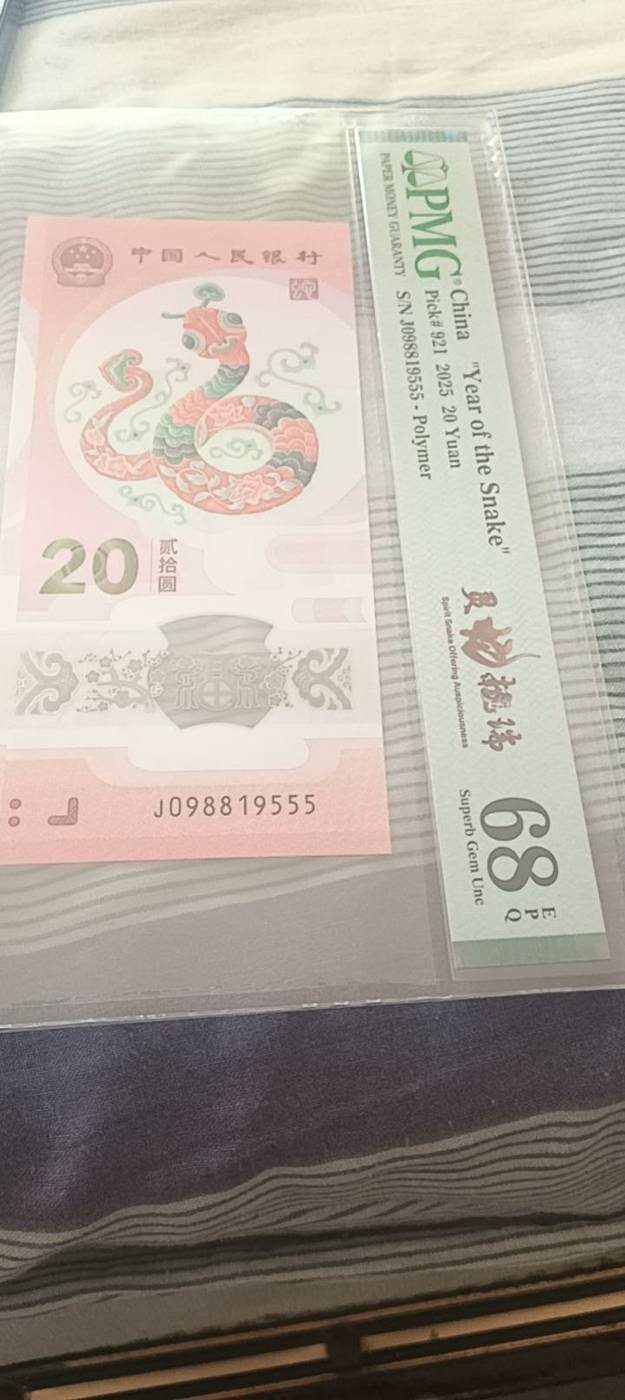 中国人民银行
20
贰拾圆
J098819555
PMG
PAPER MONEY GUARANTY
China "Year of the Snake"
Pick# 921 2025 20 Yuan
S/N J098819555 - Polymer
灵蛇献瑞
Spirit Snake Offering Auspiciousness
68
EPQ
Superb Gem Unc